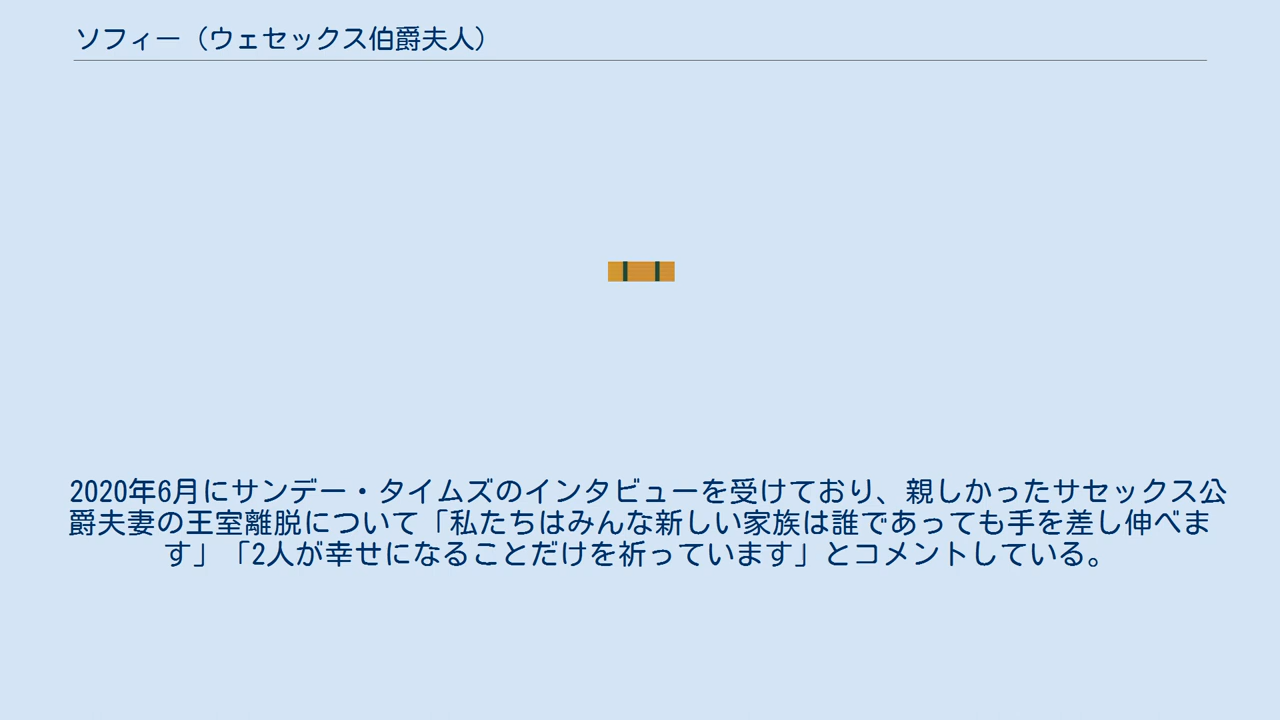 ソフィー（ウェセックス伯爵夫人）
2020年6月にサンデー・タイムズのインタビューを受けており、親しかったサセックス公
爵夫妻の王室離脱について「私たちはみんな新しい家族は誰であっても手を差し伸べま
す」「2人が幸せになることだけを祈っています」とコメントしている。